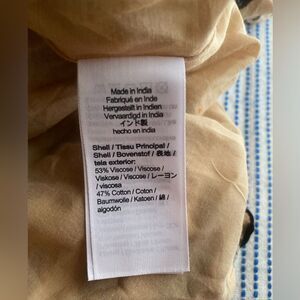 Made in India
Fabriqué en Inde
Hergestellt in Indien
Vervaardigd in India
インド製
hecho en India
Shell / Tissu Principal /
Shell / Bovenstof / 表地 /
tela exterior:
53% Viscose / Viscose /
Viskose / Viscose / レーヨン
/ viscosa
47% Cotton / Coton /
Baumwolle / Katoen / 綿 /
algodón